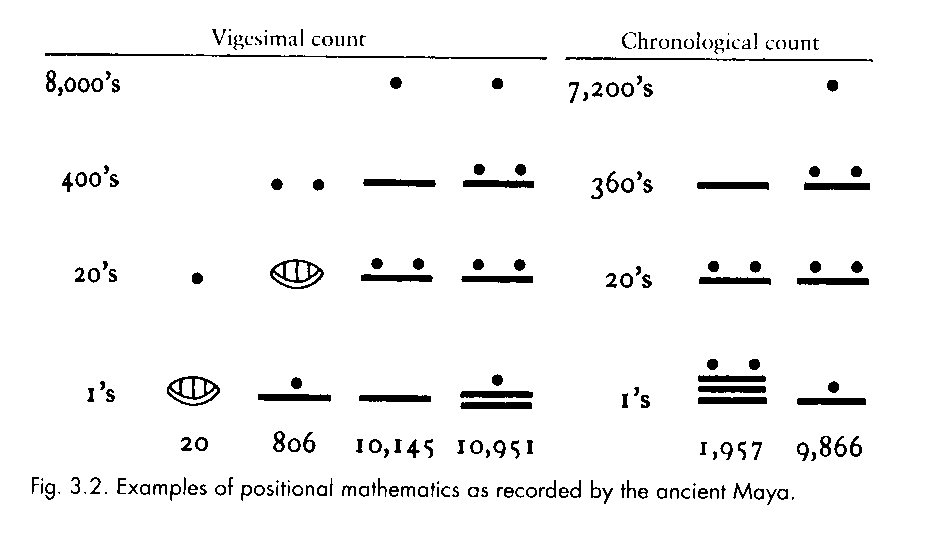 Vigesimal count
Chronological count
8,000's
7,200's
400's
360's
20's
20's
1's
1's
20 806 10,145 10,951
1,957 9,866
Fig. 3.2. Examples of positional mathematics as recorded by the ancient Maya.